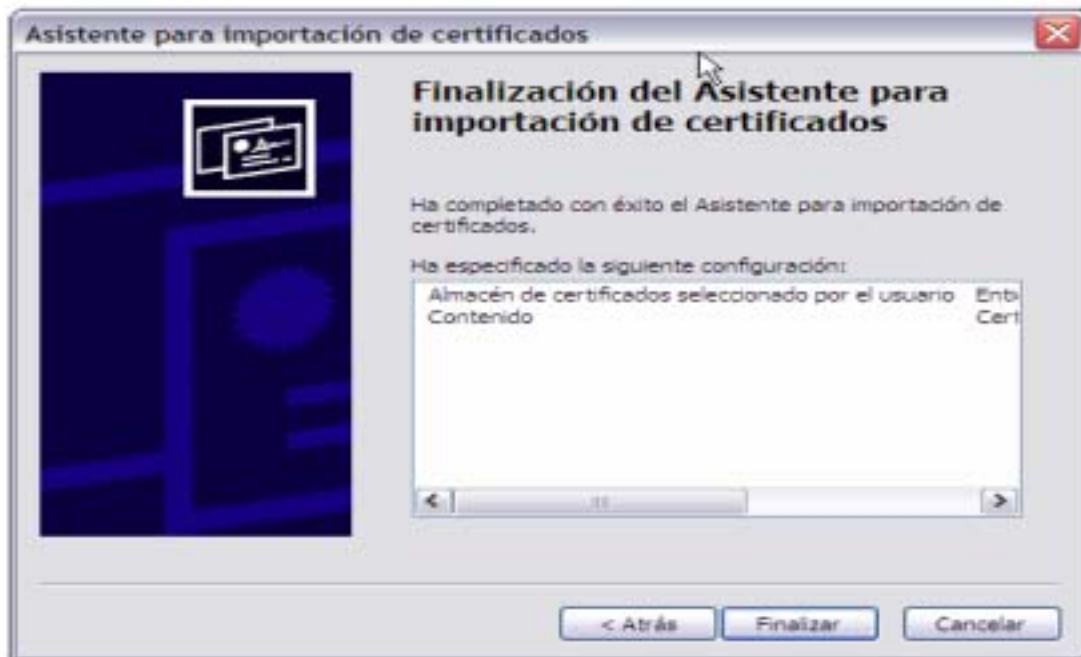 Asistente para importación de certificados
Finalización del Asistente para
importación de certificados
Ha completado con éxito el Asistente para importación de
certificados.
Ha especificado la siguiente configuración:
Almacén de certificados seleccionado por el usuario Enti
Contenido Cert
< Atrás Finalizar Cancelar